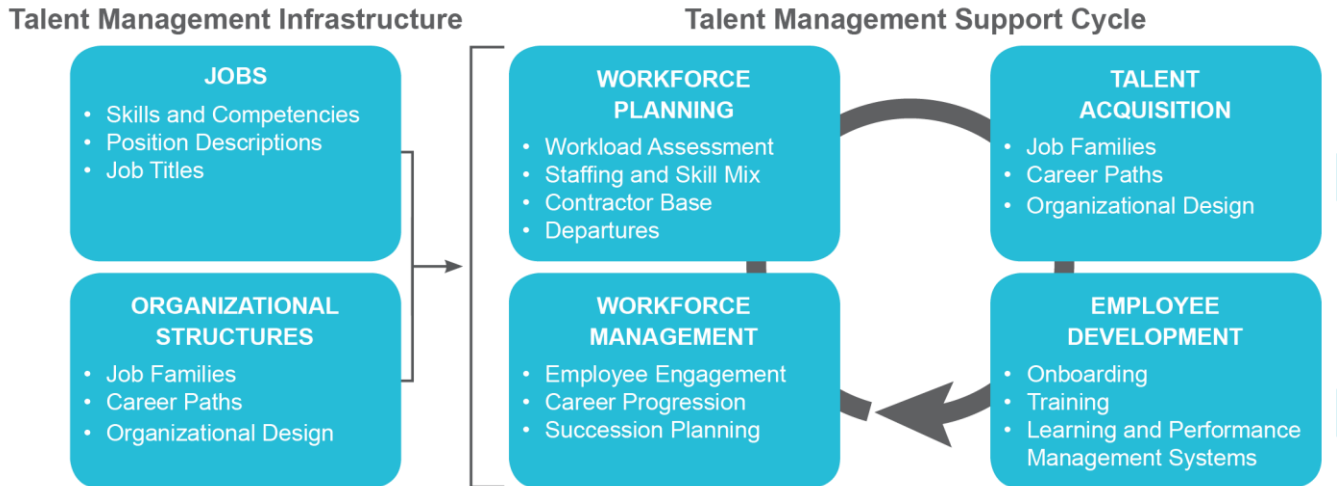 Talent Management Infrastructure
Talent Management Support Cycle
JOBS
• Skills and Competencies
• Position Descriptions
• Job Titles
ORGANIZATIONAL
STRUCTURES
• Job Families
• Career Paths
• Organizational Design
WORKFORCE
PLANNING
• Workload Assessment
• Staffing and Skill Mix
• Contractor Base
• Departures
TALENT
ACQUISITION
• Job Families
• Career Paths
• Organizational Design
WORKFORCE
MANAGEMENT
• Employee Engagement
• Career Progression
• Succession Planning
EMPLOYEE
DEVELOPMENT
• Onboarding
• Training
• Learning and Performance
Management Systems